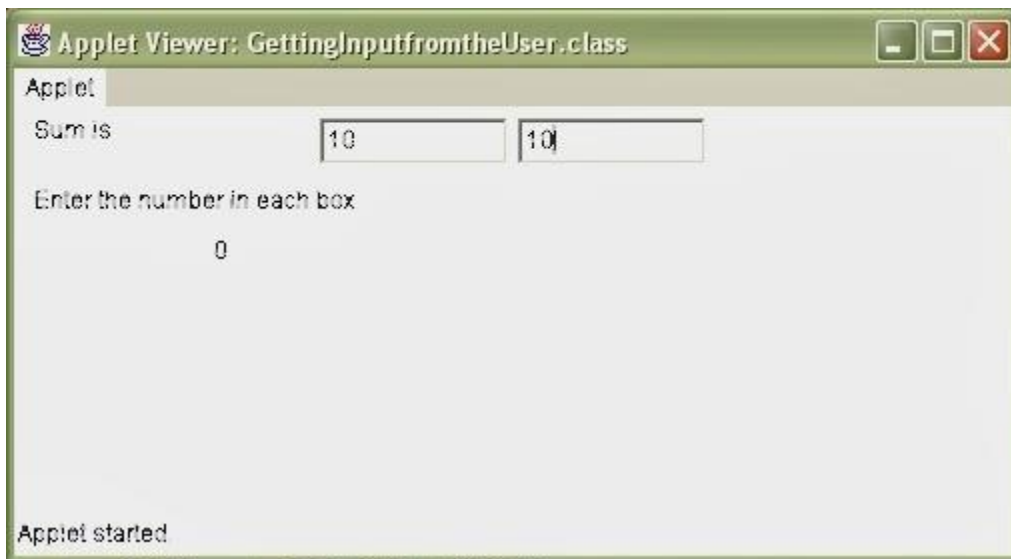 Applet Viewer: GettingInputfromtheUser.class
Applet
Sum is 10 10
Enter the number in each box
0
Applet started